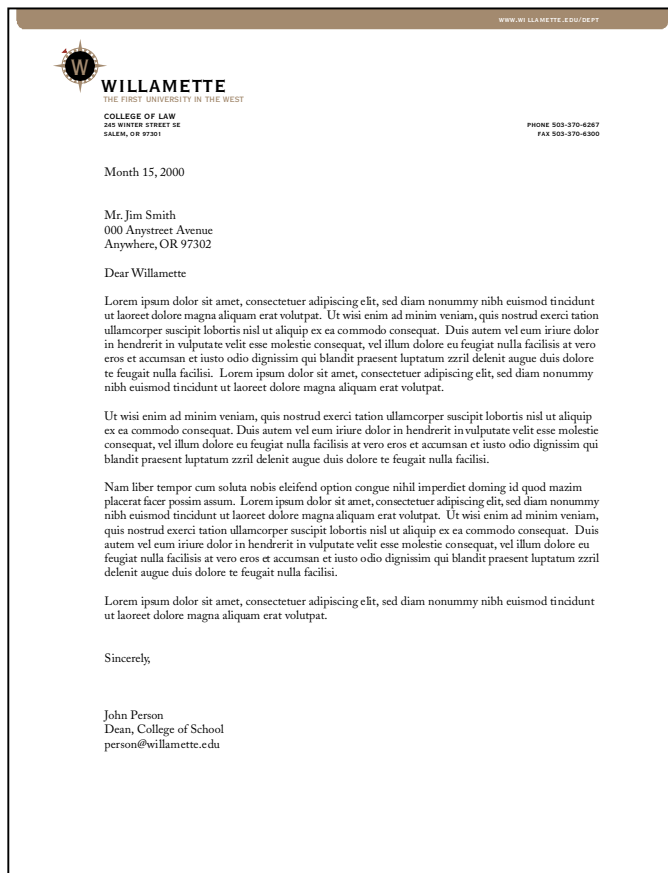 WWW.WILLAMETTE.EDU/DEPT
W
WILLAMETTE
THE FIRST UNIVERSITY IN THE WEST
COLLEGE OF LAW
245 WINTER STREET SE
SALEM, OR 97301
PHONE 503-370-6267
FAX 503-370-6300
Month 15, 2000
Mr. Jim Smith
000 Anystreet Avenue
Anywhere, OR 97302
Dear Willamette
Lorem ipsum dolor sit amet, consectetuer adipiscing elit, sed diam nonummy nibh euismod tincidunt
ut laoreet dolore magna aliquam erat volutpat.  Ut wisi enim ad minim veniam, quis nostrud exerci tation
ullamcorper suscipit lobortis nisl ut aliquip ex ea commodo consequat.  Duis autem vel eum iriure dolor
in hendrerit in vulputate velit esse molestie consequat, vel illum dolore eu feugiat nulla facilisis at vero
eros et accumsan et iusto odio dignissim qui blandit praesent luptatum zzril delenit augue duis dolore
te feugait nulla facilisi.  Lorem ipsum dolor sit amet, consectetuer adipiscing elit, sed diam nonummy
nibh euismod tincidunt ut laoreet dolore magna aliquam erat volutpat.
Ut wisi enim ad minim veniam, quis nostrud exerci tation ullamcorper suscipit lobortis nisl ut aliquip
ex ea commodo consequat. Duis autem vel eum iriure dolor in hendrerit in vulputate velit esse molestie
consequat, vel illum dolore eu feugiat nulla facilisis at vero eros et accumsan et iusto odio dignissim qui
blandit praesent luptatum zzril delenit augue duis dolore te feugait nulla facilisi.
Nam liber tempor cum soluta nobis eleifend option congue nihil imperdiet doming id quod mazim
placerat facer possim assum.  Lorem ipsum dolor sit amet, consectetuer adipiscing elit, sed diam nonummy
nibh euismod tincidunt ut laoreet dolore magna aliquam erat volutpat.  Ut wisi enim ad minim veniam,
quis nostrud exerci tation ullamcorper suscipit lobortis nisl ut aliquip ex ea commodo consequat.  Duis
autem vel eum iriure dolor in hendrerit in vulputate velit esse molestie consequat, vel illum dolore eu
feugiat nulla facilisis at vero eros et accumsan et iusto odio dignissim qui blandit praesent luptatum zzril
delenit augue duis dolore te feugait nulla facilisi.
Lorem ipsum dolor sit amet, consectetuer adipiscing elit, sed diam nonummy nibh euismod tincidunt
ut laoreet dolore magna aliquam erat volutpat.
Sincerely,
John Person
Dean, College of School
person@willamette.edu